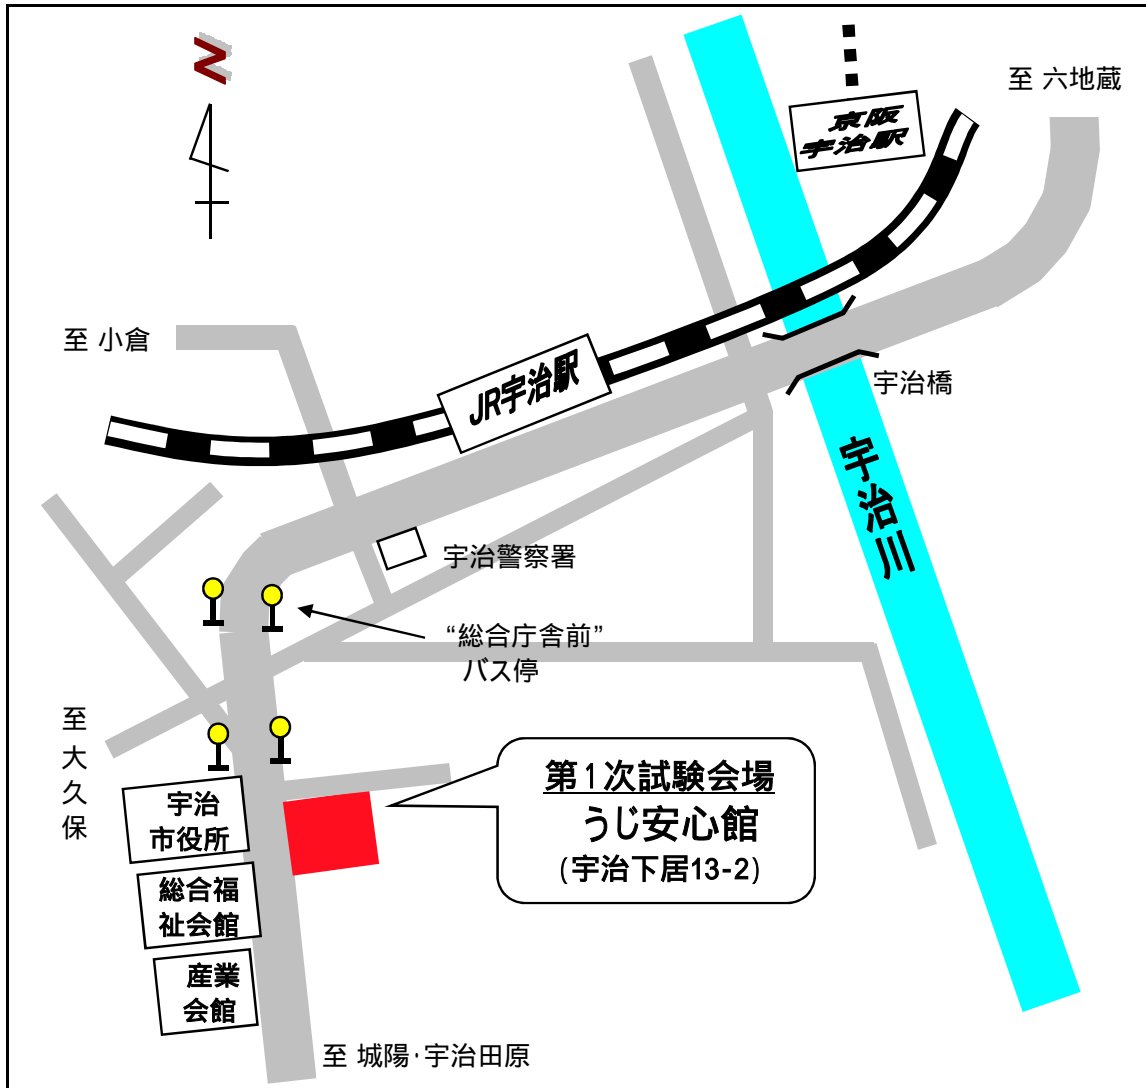 N
至 六地蔵
京阪
宇治駅
至 小倉
JR宇治駅
宇治橋
宇治川
宇治警察署
“総合庁舎前”
バス停
至 大久保
第1次試験会場
うじ安心館
(宇治下居13-2)
宇治
市役所
総合福
祉会館
産業
会館
至 城陽・宇治田原